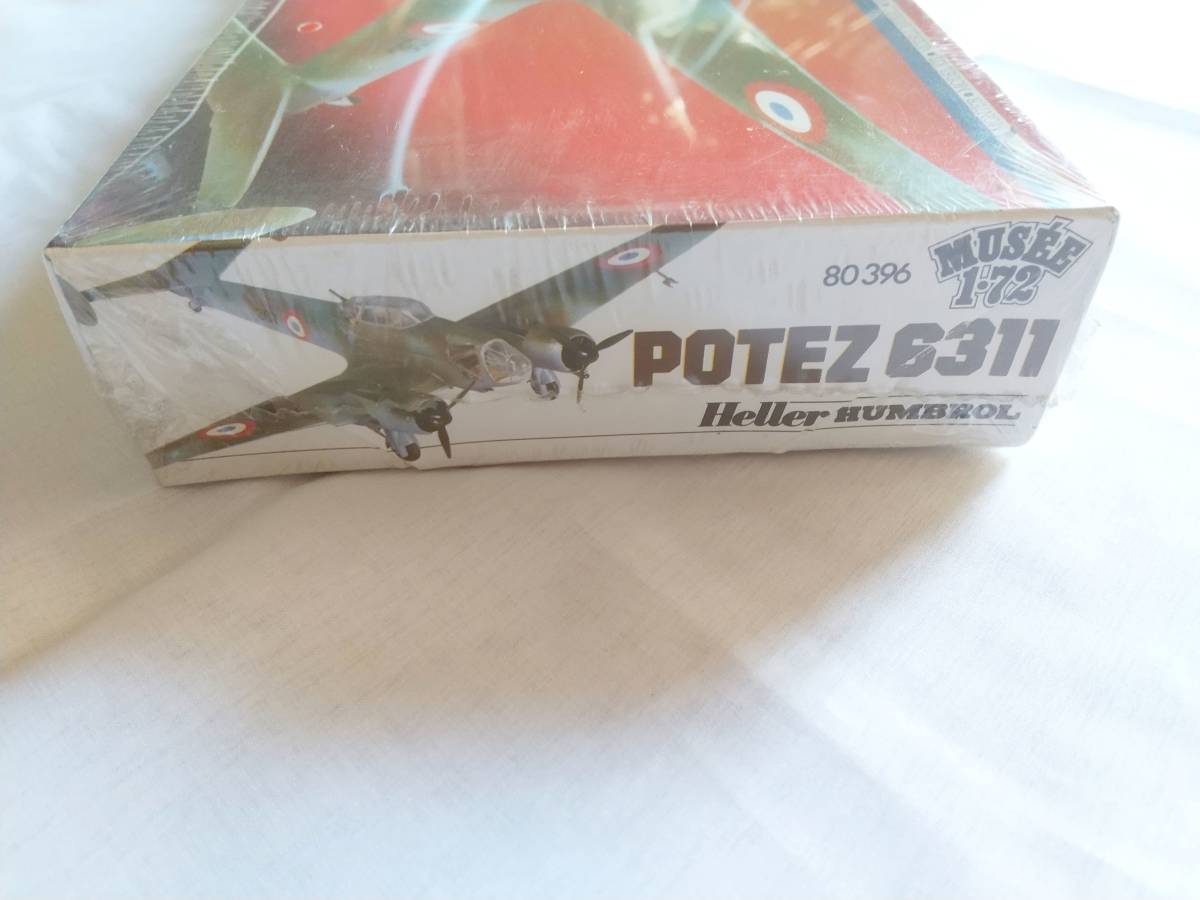 80 396
MUSÉE
1·72
POTEZ 6311
Heller HUMBROL